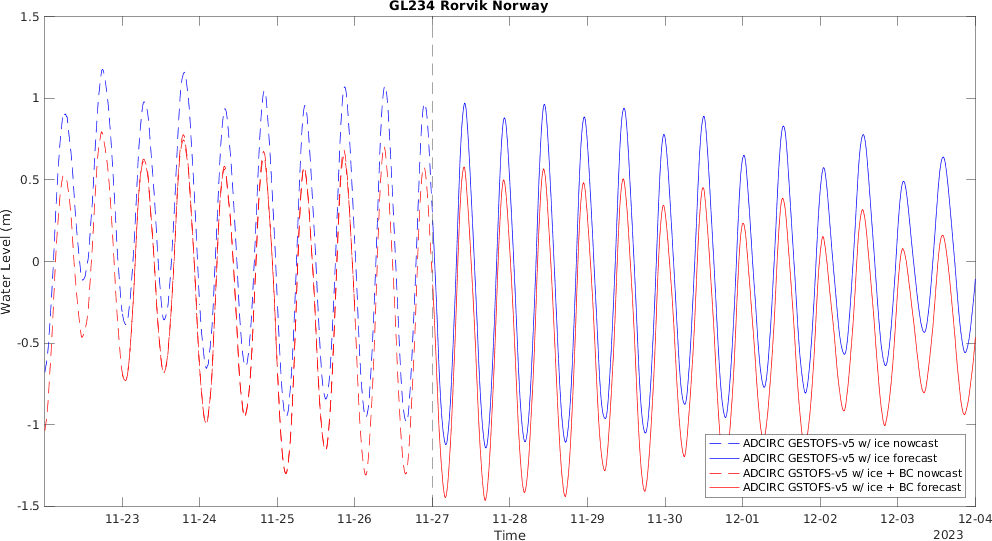 GL234 Rorvik Norway
1.5
1
0.5
0
-0.5
-1
-1.5
Water Level (m)
ADCIRC GESTOFS-v5 w/ ice nowcast
ADCIRC GESTOFS-v5 w/ ice forecast
ADCIRC GSTOFS-v5 w/ ice + BC nowcast
ADCIRC GSTOFS-v5 w/ ice + BC forecast
11-23 11-24 11-25 11-26 11-27 11-28 11-29 11-30 12-01 12-02 12-03 12-04
Time
2023